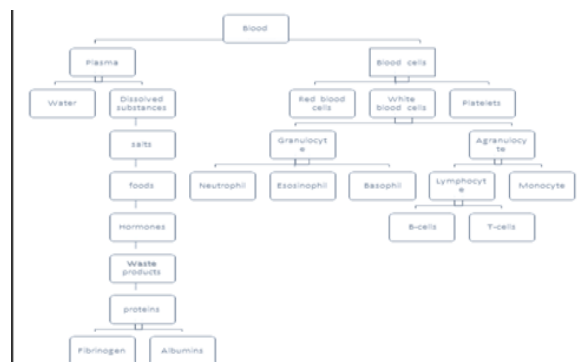 Blood
Plasma
Blood cells
Water
Dissolved
substances
Red blood
cells
White
blood cells
Platelets
salts
Granulocyt
e
Agranulocy
te
foods
Neutrophil
Esosinophil
Basophil
Lymphocyt
e
Monocyte
Hormones
B-cells
T-cells
Waste
products
proteins
Fibrinogen
Albumins